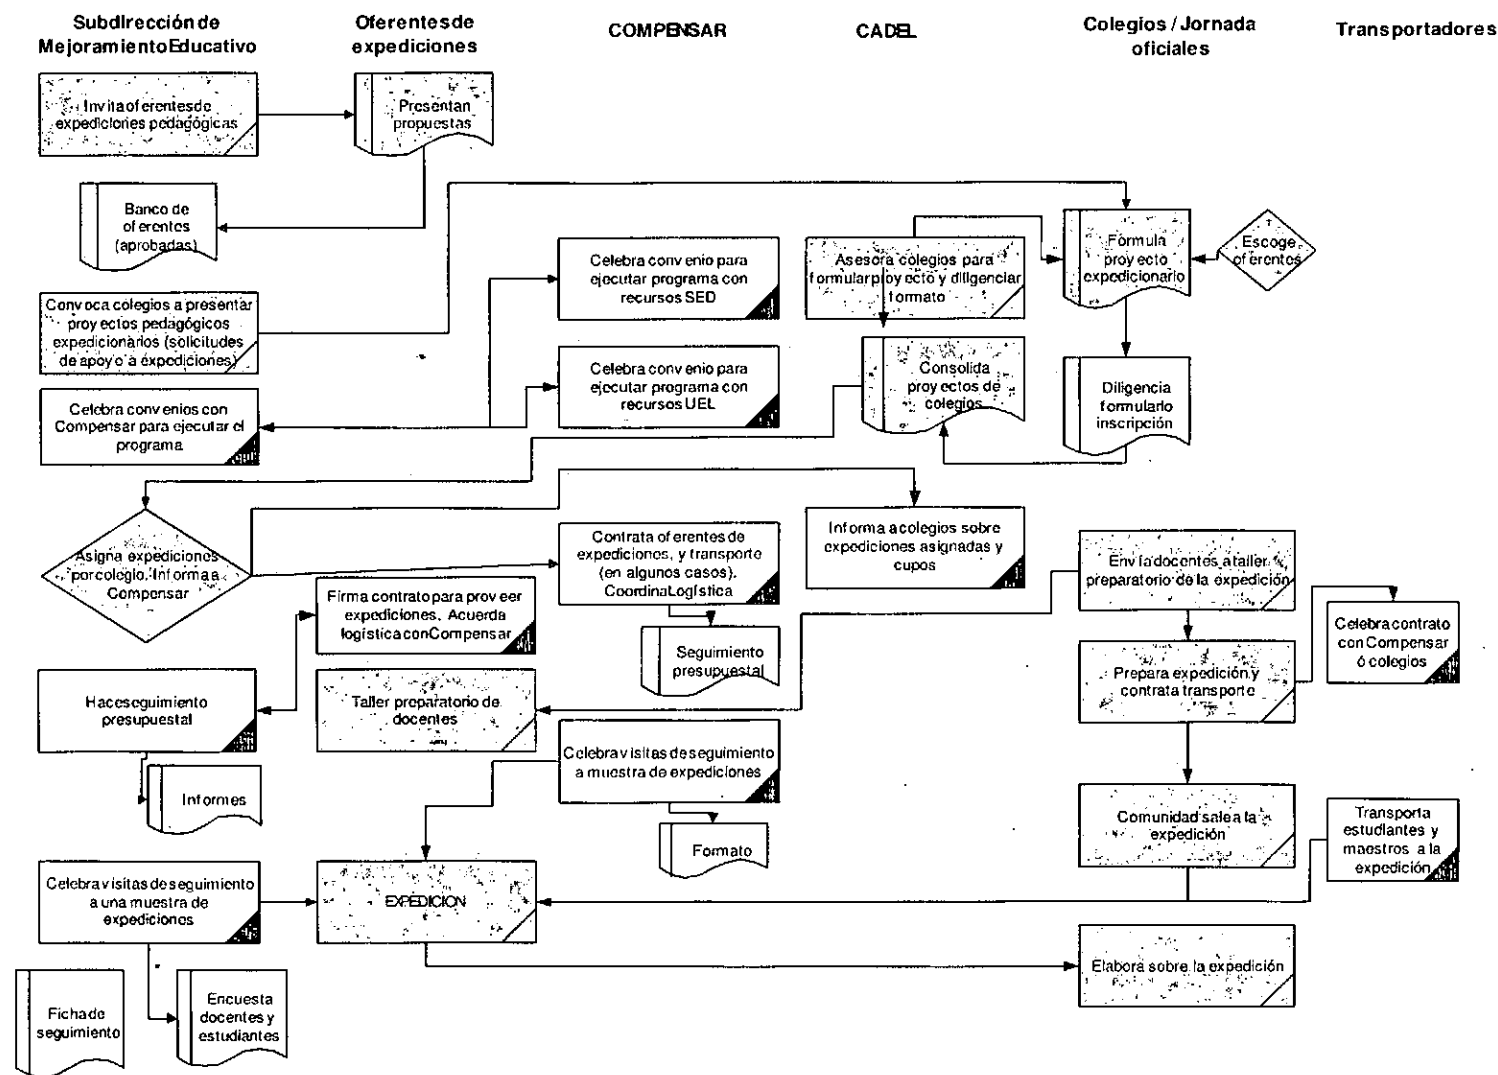 Subdirección de
Mejoramiento Educativo
Oferentes de
expediciones
COMPENSAR
CADEL
Colegios / Jornada
oficiales
Transportadores
Invita oferentes de
expediciones pedagógicas
Presentan
propuestas
Banco de
oferentes
(aprobadas)
Convoca colegios a presentar
proyectos pedagógicos
expedicionarios (solicitudes
de apoyo a expediciones)
Celebra convenios con
Compensar para ejecutar el
programa
Celebra convenio para
ejecutar programa con
recursos SED
Celebra convenio para
ejecutar programa con
recursos UEL
Asesora colegios para
formular proyecto y diligenciar
formato
Consolida
proyectos de
colegios
Formula
proyecto
expedicionario
Escoge
oferentes
Diligencia
formulario
inscripción
Asigna expediciones
por colegio. Informa a
Compensar
Firma contrato para proveer
expediciones. Acuerda
logística con Compensar
Contrata oferentes de
expediciones, y transporte
(en algunos casos).
Coordina Logística
Informa a colegios sobre
expediciones asignadas y
cupos
Envía docentes a taller
preparatorio de la expedición
Celebra contrato
con Compensar
ó colegios
Seguimiento
presupuestal
Prepara expedición y
contrata transporte
Hace seguimiento
presupuestal
Taller preparatorio de
docentes
Celebra visitas de seguimiento
a muestra de expediciones
Informes
Formato
Comunidad sale a la
expedición
Transporta
estudiantes y
maestros a la
expedición
Celebra visitas de seguimiento
a una muestra de
expediciones
EXPEDICION
Elabora sobre la expedición
Ficha de
seguimiento
Encuesta
docentes y
estudiantes